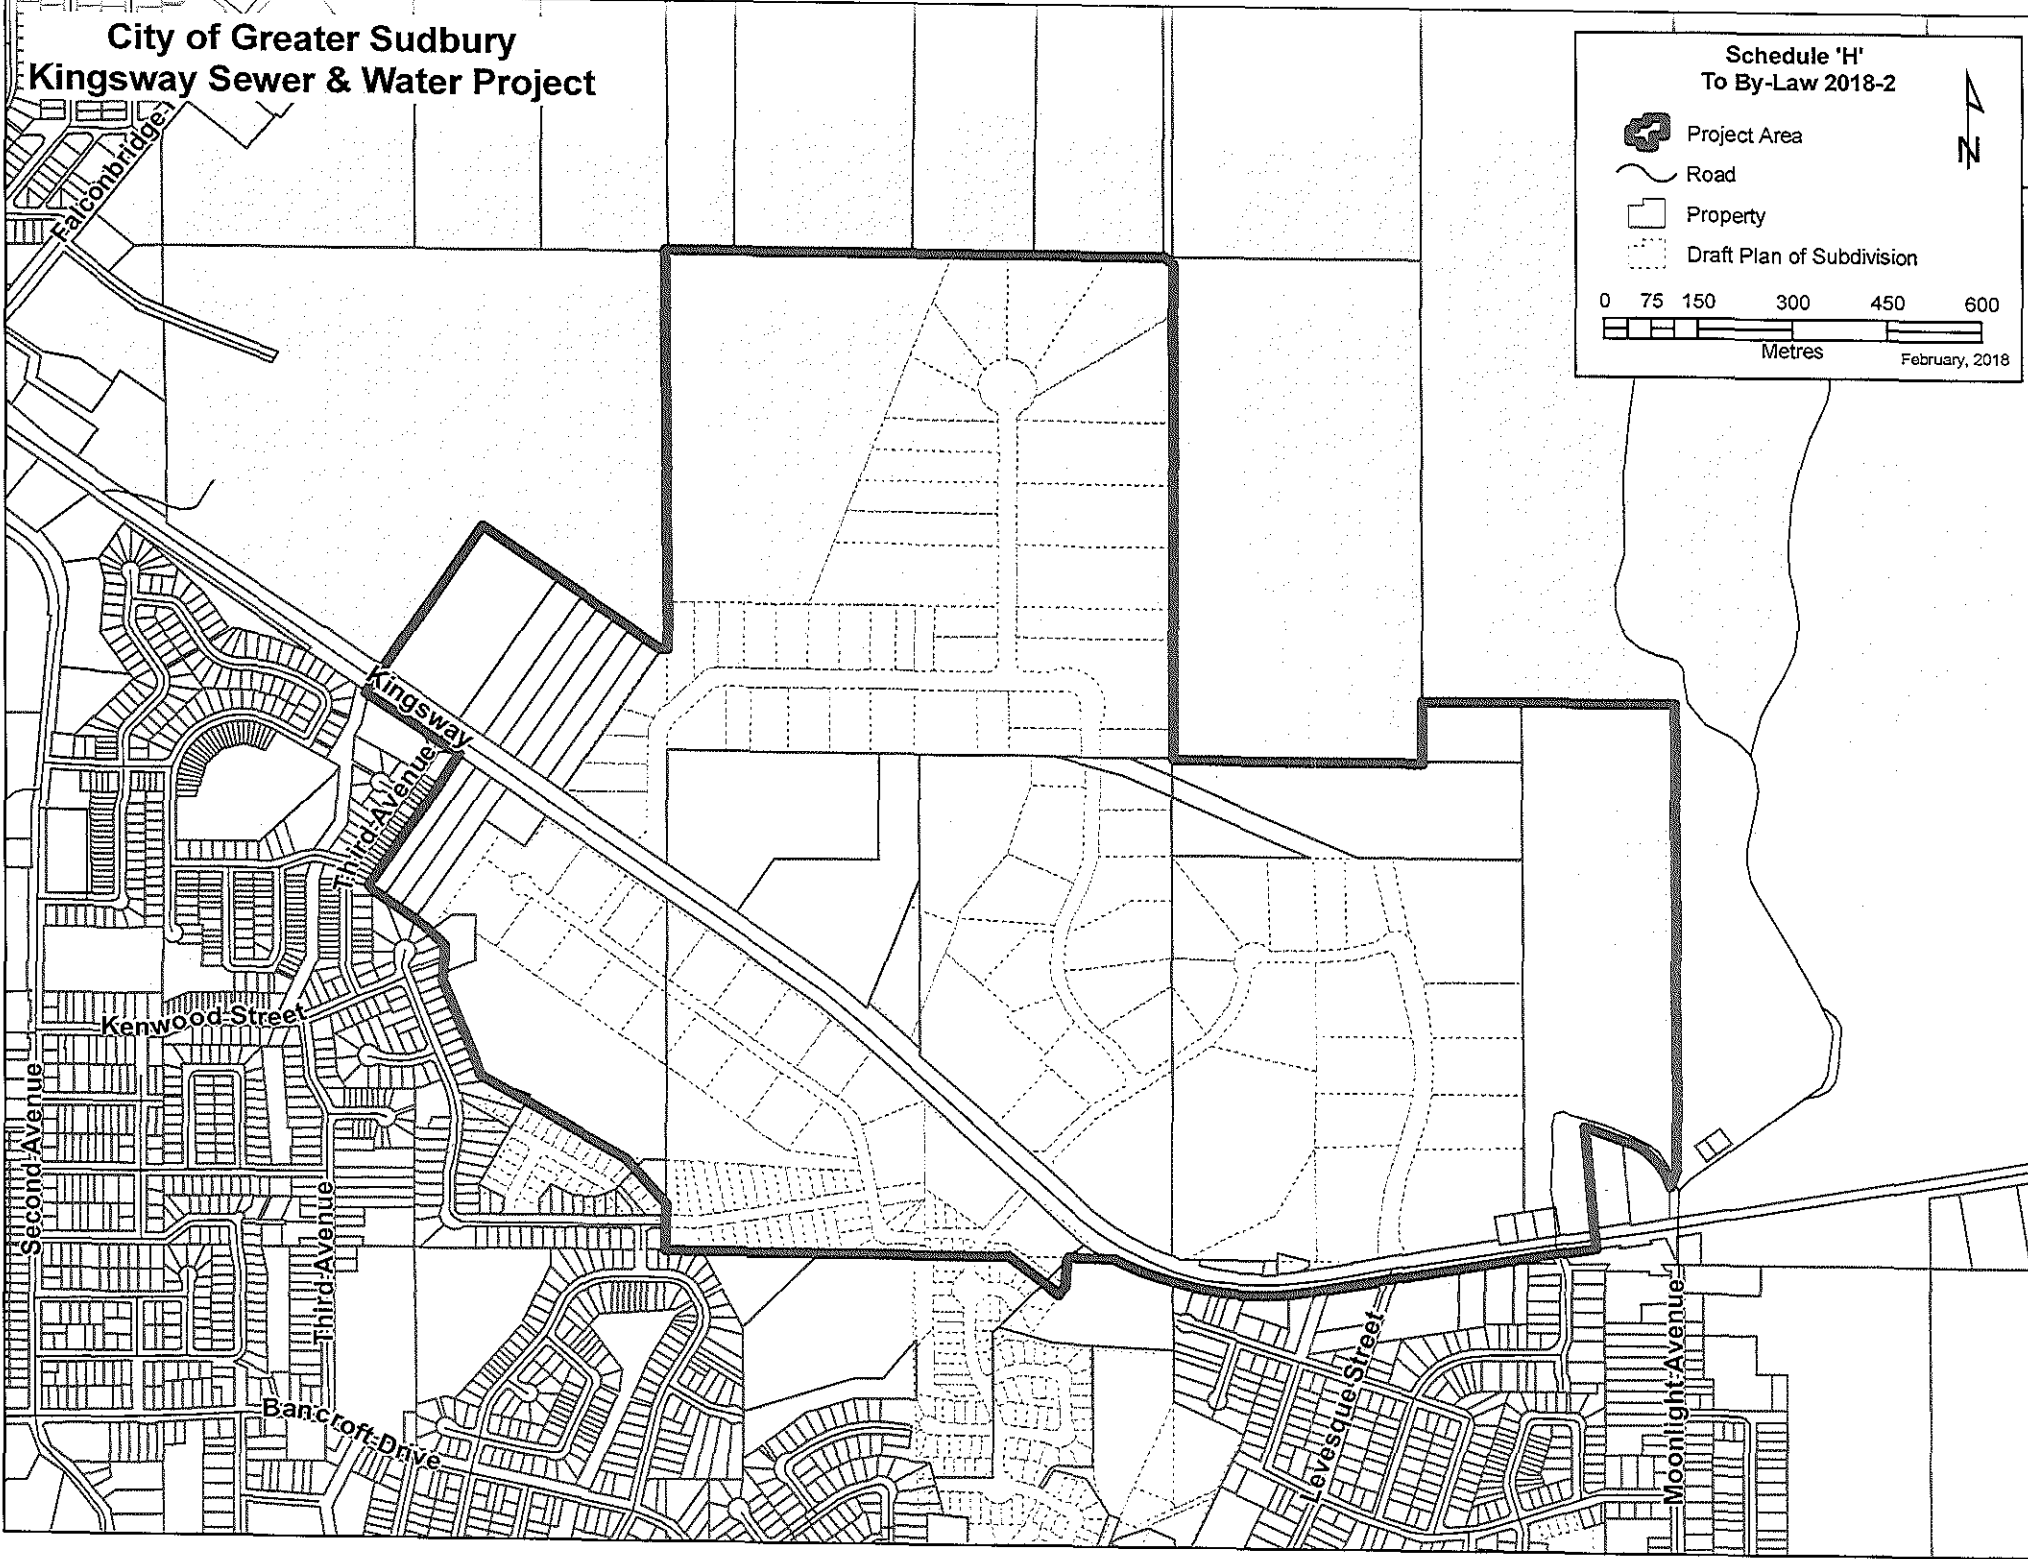 City of Greater Sudbury
Kingsway Sewer & Water Project
Schedule 'H'
To By-Law 2018-2
N
Project Area
Road
Property
Draft Plan of Subdivision
0 75 150 300 450 600
Metres
February, 2018
Falconbridge
Kingsway
Third Avenue
Kenwood Street
Second Avenue
Third Avenue
Bancroft Drive
Levesque Street
Moonlight Avenue